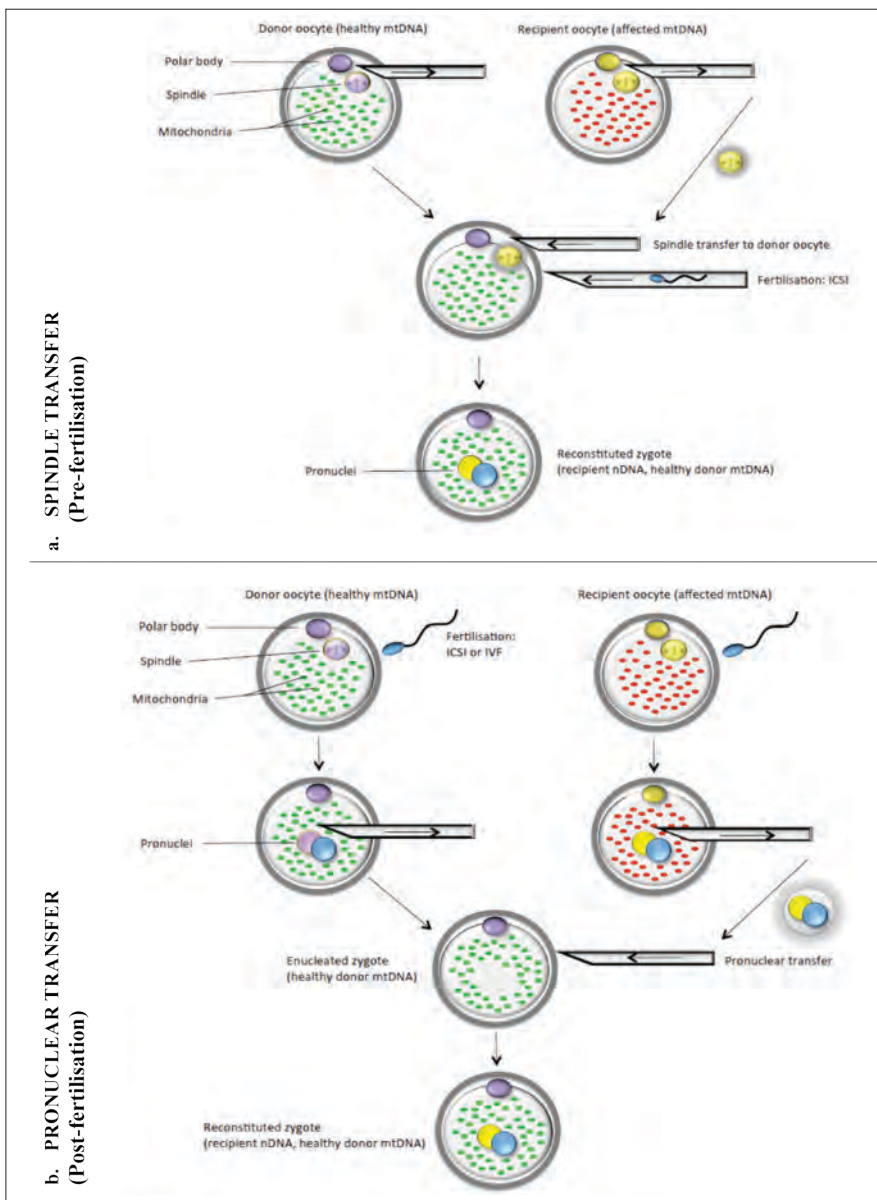 a. SPINDLE TRANSFER
(Pre-fertilisation)
Donor oocyte (healthy mtDNA)
Recipient oocyte (affected mtDNA)
Polar body
Spindle
Mitochondria
Spindle transfer to donor oocyte
Fertilisation: ICSI
Pronuclei
Reconstituted zygote
(recipient nDNA, healthy donor mtDNA)
b. PRONUCLEAR TRANSFER
(Post-fertilisation)
Donor oocyte (healthy mtDNA)
Recipient oocyte (affected mtDNA)
Polar body
Spindle
Mitochondria
Fertilisation:
ICSI or IVF
Pronuclei
Enucleated zygote
(healthy donor mtDNA)
Pronuclear transfer
Reconstituted zygote
(recipient nDNA, healthy donor mtDNA)